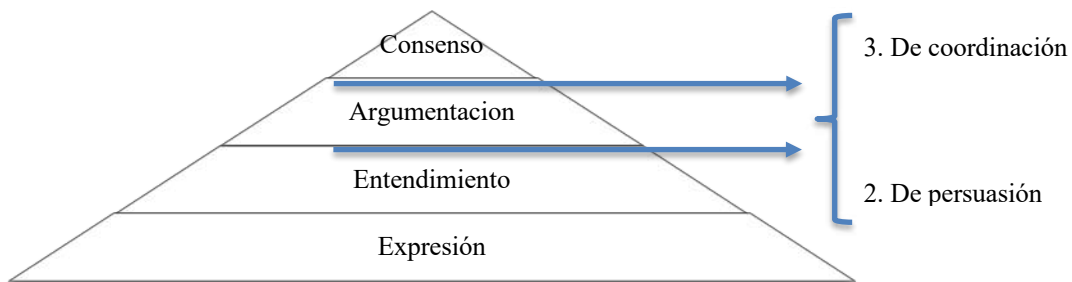 Consenso
3. De coordinación
Argumentacion
Entendimiento
2. De persuasión
Expresión